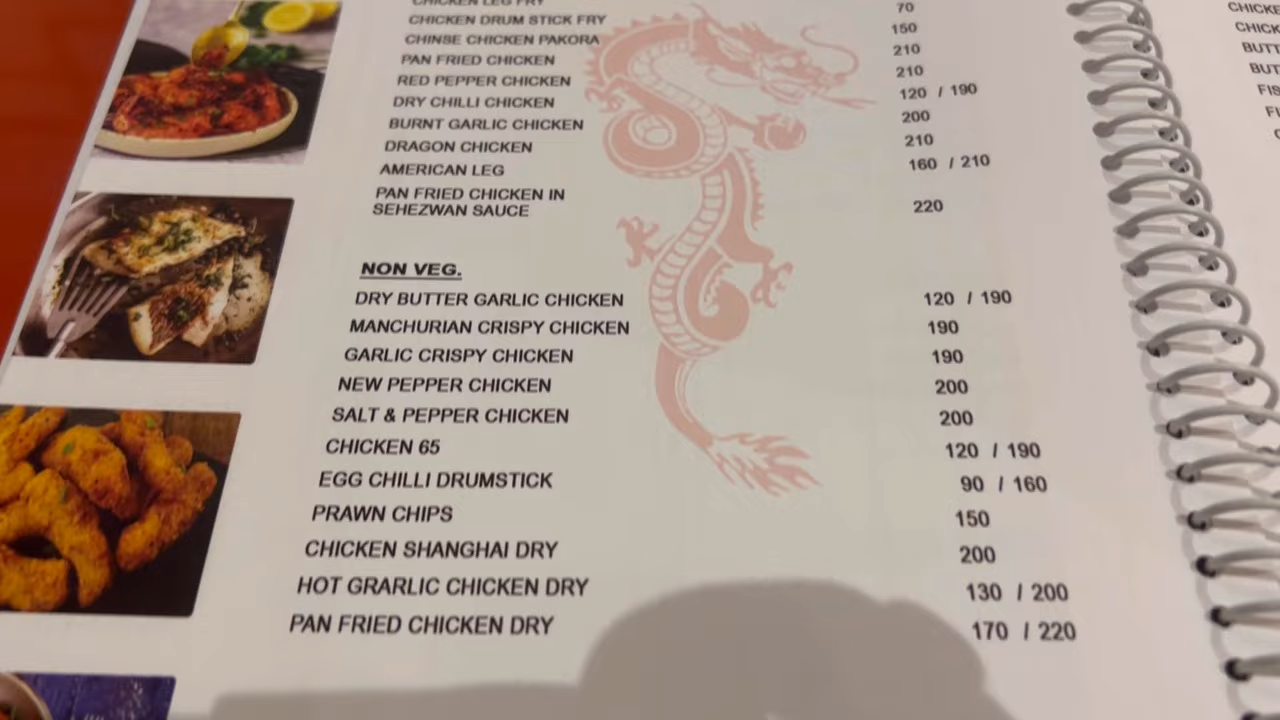 CHICKEN LEG FRY
CHICKEN DRUM STICK FRY 70
CHINSE CHICKEN PAKORA 150
PAN FRIED CHICKEN 210
RED PEPPER CHICKEN 210
DRY CHILLI CHICKEN 120 / 190
BURNT GARLIC CHICKEN 200
DRAGON CHICKEN 210
AMERICAN LEG 160 / 210
PAN FRIED CHICKEN IN
SEHEZWAN SAUCE 220
NON VEG.
DRY BUTTER GARLIC CHICKEN 120 / 190
MANCHURIAN CRISPY CHICKEN 190
GARLIC CRISPY CHICKEN 190
NEW PEPPER CHICKEN 200
SALT & PEPPER CHICKEN 200
CHICKEN 65 120 / 190
EGG CHILLI DRUMSTICK 90 / 160
PRAWN CHIPS 150
CHICKEN SHANGHAI DRY 200
HOT GRARLIC CHICKEN DRY 130 / 200
PAN FRIED CHICKEN DRY 170 / 220